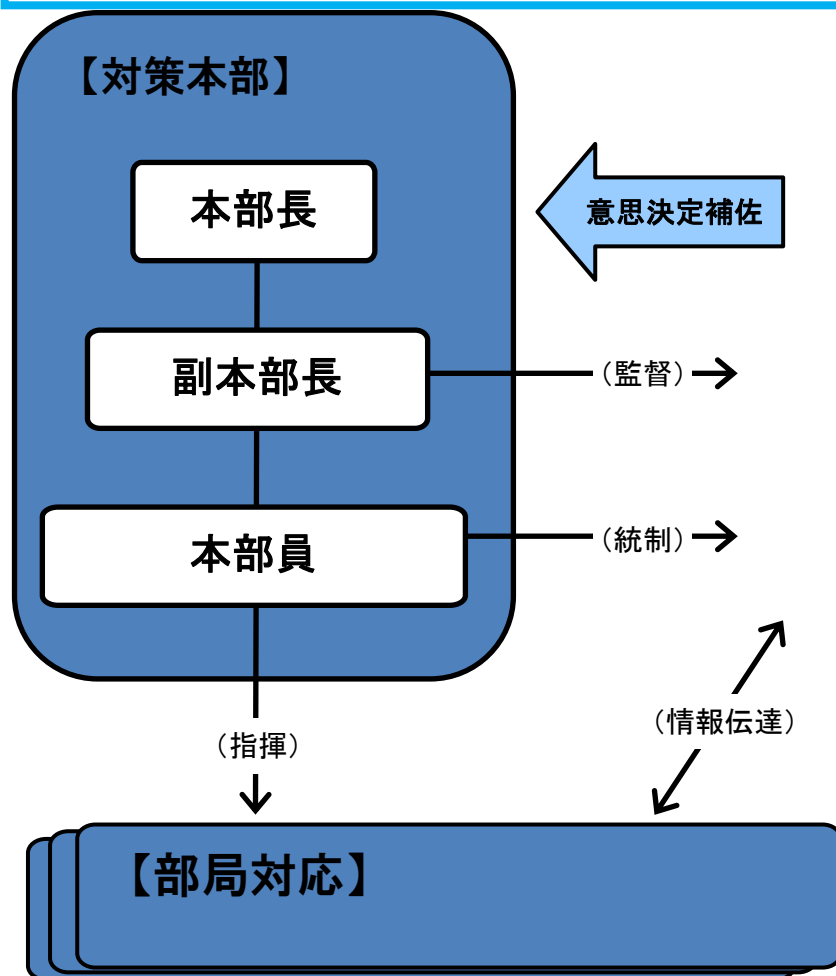 【対策本部】
本部長
意思決定補佐
副本部長
（監督）
本部員
（統制）
（情報伝達）
（指揮）
【部局対応】